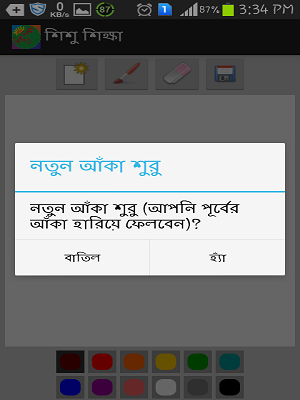 0 KB/s 87 1 87% 3:34 PM
শিশু শিক্ষা
নতুন আঁকা শুরু
নতুন আঁকা শুরু (আপনি পূর্বের
আঁকা হারিয়ে ফেলবেন)?
বাতিল হ্যাঁ